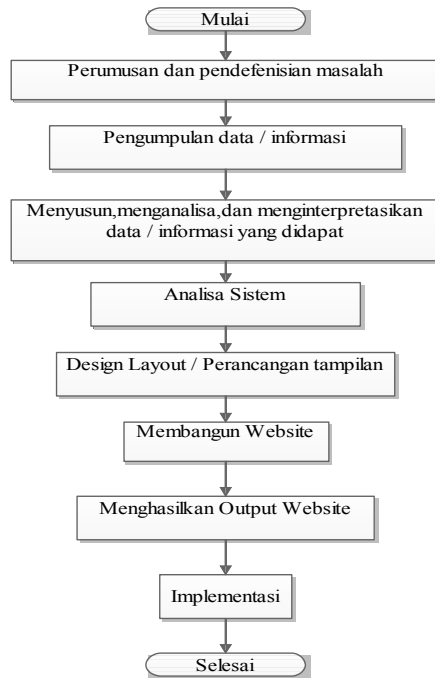 Mulai
Perumusan dan pendefenisian masalah
Pengumpulan data / informasi
Menyusun,menganalisa,dan menginterpretasikan
data / informasi yang didapat
Analisa Sistem
Design Layout / Perancangan tampilan
Membangun Website
Menghasilkan Output Website
Implementasi
Selesai